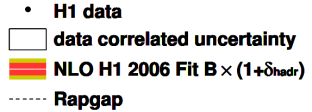 H1 data
data correlated uncertainty
NLO H1 2006 Fit B × (1+δhadr)
Rapgap